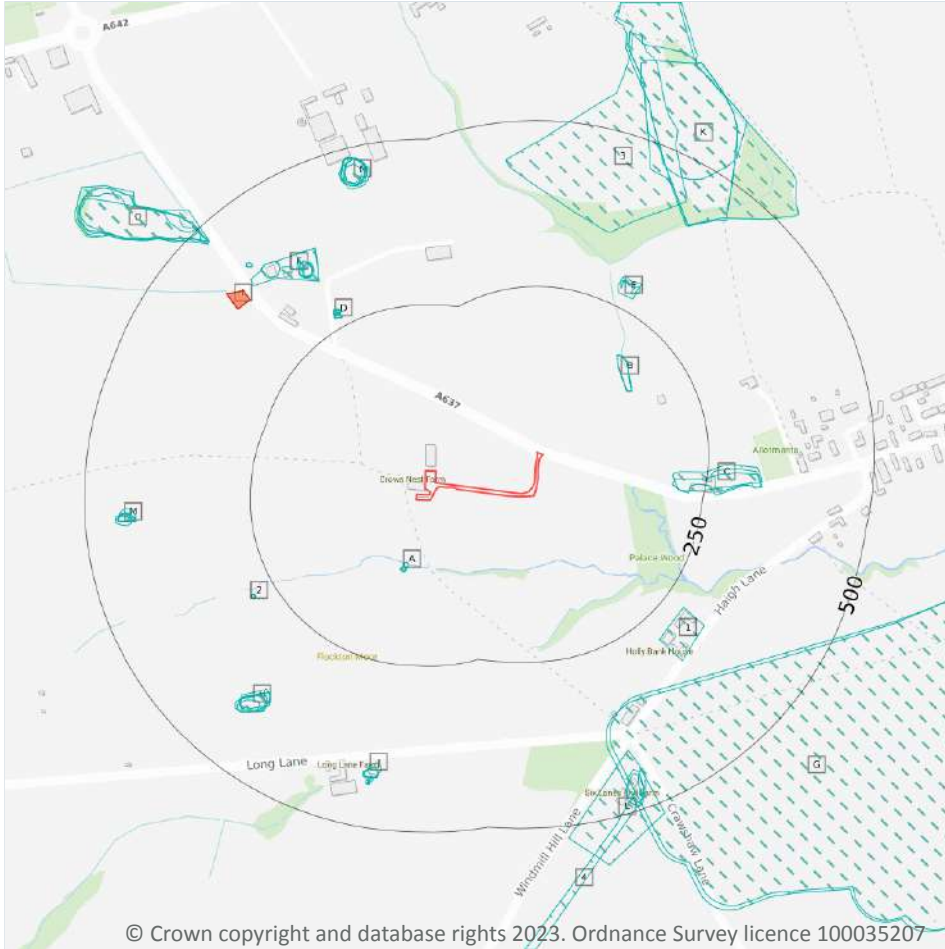 A642
K
3
O
D
B
A637
Allotments
C
Crows Nest Farm
250
M
A
Palace Wood
2
500
Haigh Lane
1
Holly Bank House
Flockton Moor
Long Lane
Long Lane Farm
G
Windmill Hill Lane
Crawshaw Lane
4
© Crown copyright and database rights 2023. Ordnance Survey licence 100035207